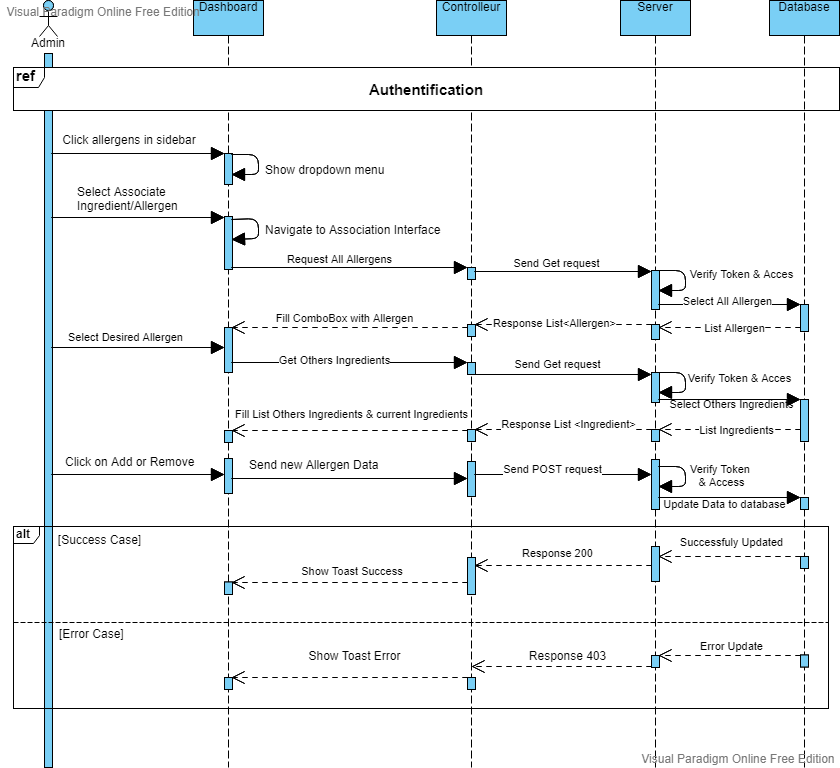 Visual Paradigm Online Free Edition
Dashboard
Controlleur
Server
Database
Admin
ref
Authentification
Click allergens in sidebar
Show dropdown menu
Select Associate
Ingredient/Allergen
Navigate to Association Interface
Request All Allergens
Send Get request
Verify Token & Acces
Select All Allergen
Fill ComboBox with Allergen
Response List<Allergen>
List Allergen
Select Desired Allergen
Get Others Ingredients
Send Get request
Verify Token & Acces
Select Others Ingredients
Fill List Others Ingredients & current Ingredients
Response List <Ingredient>
List Ingredients
Click on Add or Remove
Send new Allergen Data
Send POST request
Verify Token
& Access
Update Data to database
alt
[Success Case]
Successfuly Updated
Response 200
Show Toast Success
[Error Case]
Error Update
Response 403
Show Toast Error
Visual Paradigm Online Free Edition